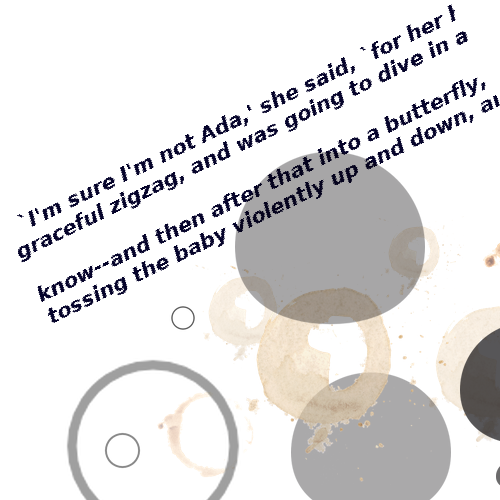 `I'm sure I'm not Ada,' she said, `for her
graceful zigzag, and was going to dive in a
know--and then after that into a butterfly,
tossing the baby violently up and down,